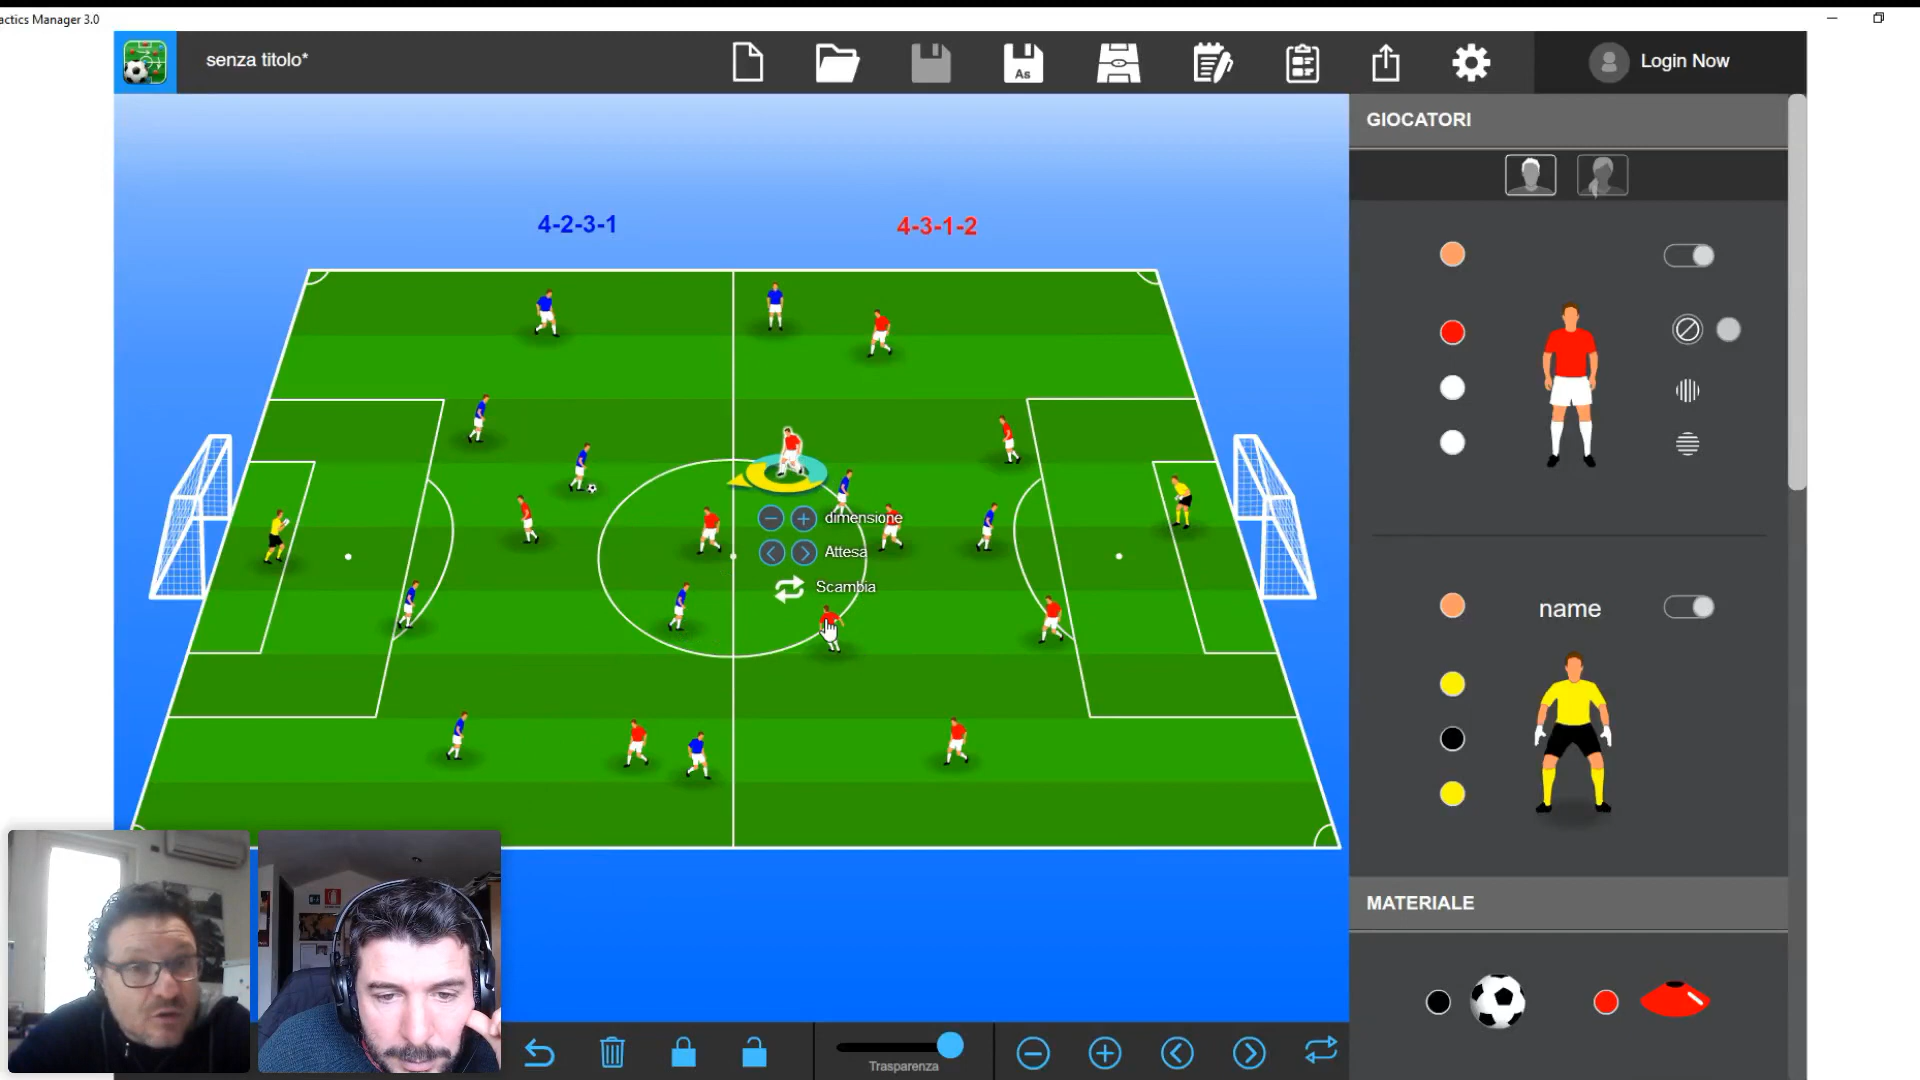 actics Manager 3.0
senza titolo*
As
Login Now
GIOCATORI
4-2-3-1
4-3-1-2
dimensione
Attesa
Scambia
name
MATERIALE
Trasparenza